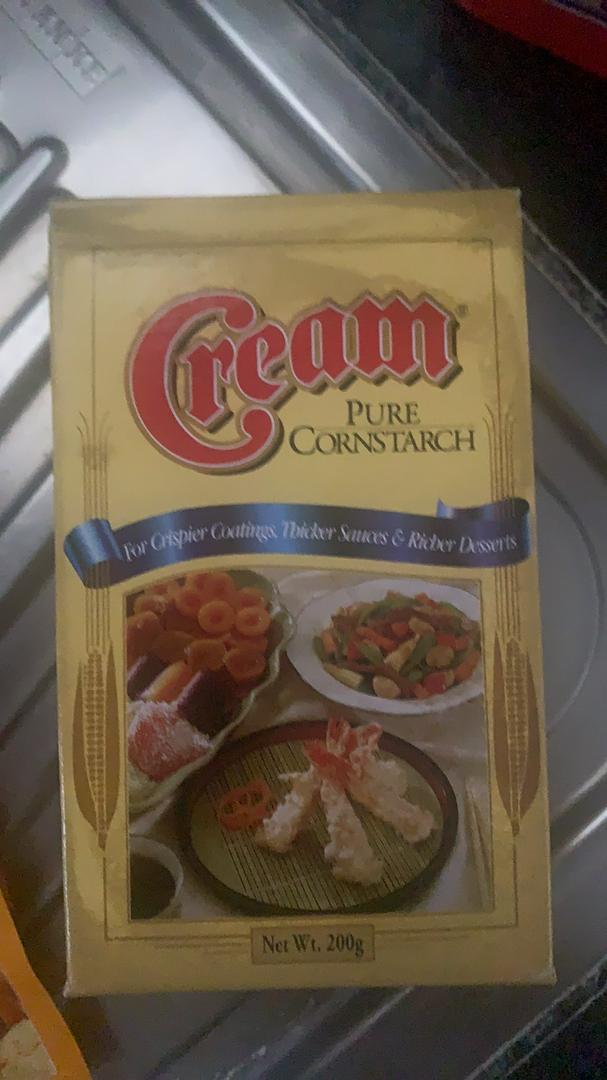 Cream®
PURE
CORNSTARCH
For Crispier Coatings, Thicker Sauces & Richer Desserts
Net Wt. 200g